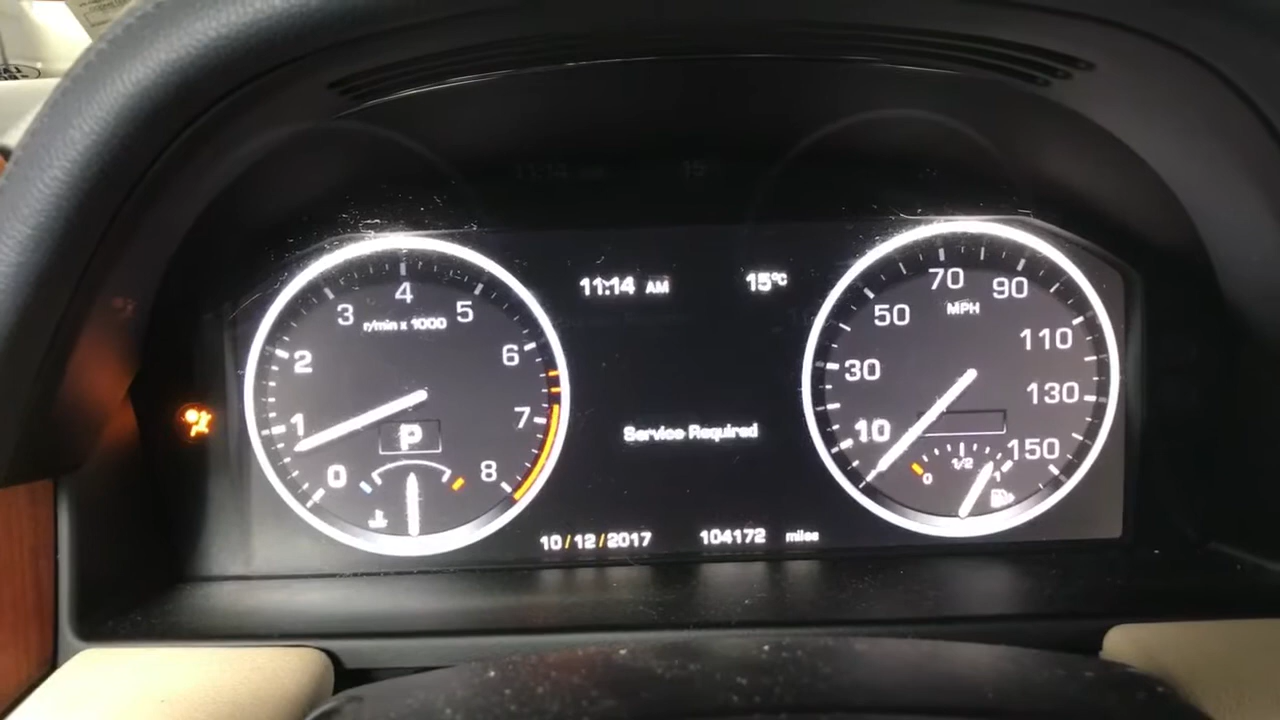 11:14 AM 15°C
4
3 5
r/min x 1000
2 6
1 7
P
0 8
70
50 90
MPH
30 110
130
10 150
0 1/2 1
Service Required
10/12/2017 104172 miles